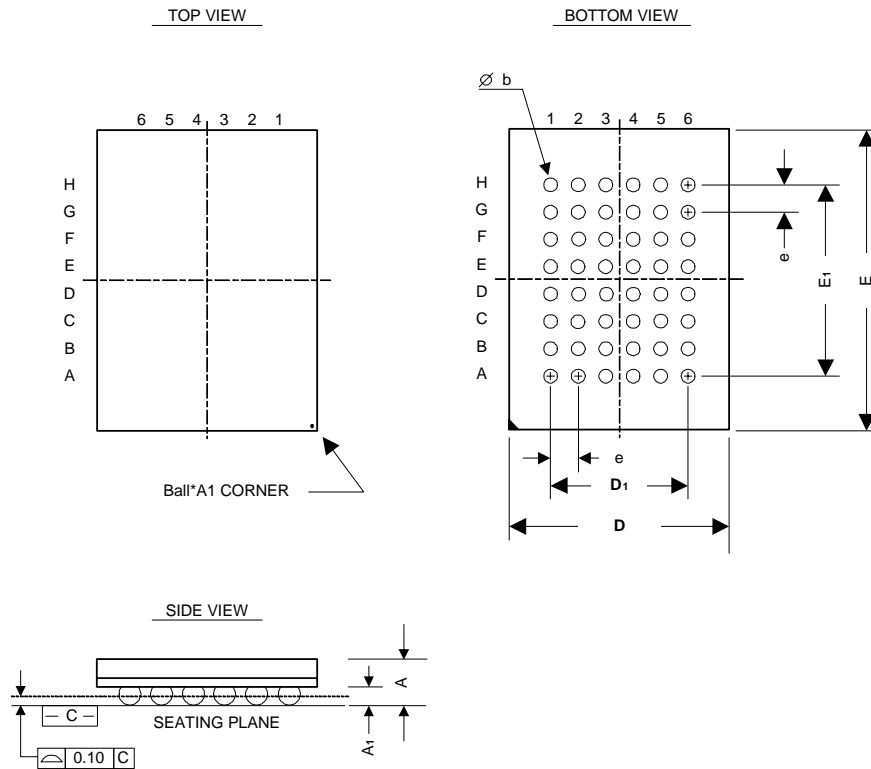 TOP VIEW
BOTTOM VIEW
6 5 4 3 2 1
H
G
F
E
D
C
B
A
Ball*A1 CORNER
Ø b
1 2 3 4 5 6
H
G
F
E
D
C
B
A
e
E1
E
e
D1
D
SIDE VIEW
A
A1
C
SEATING PLANE
0.10 C